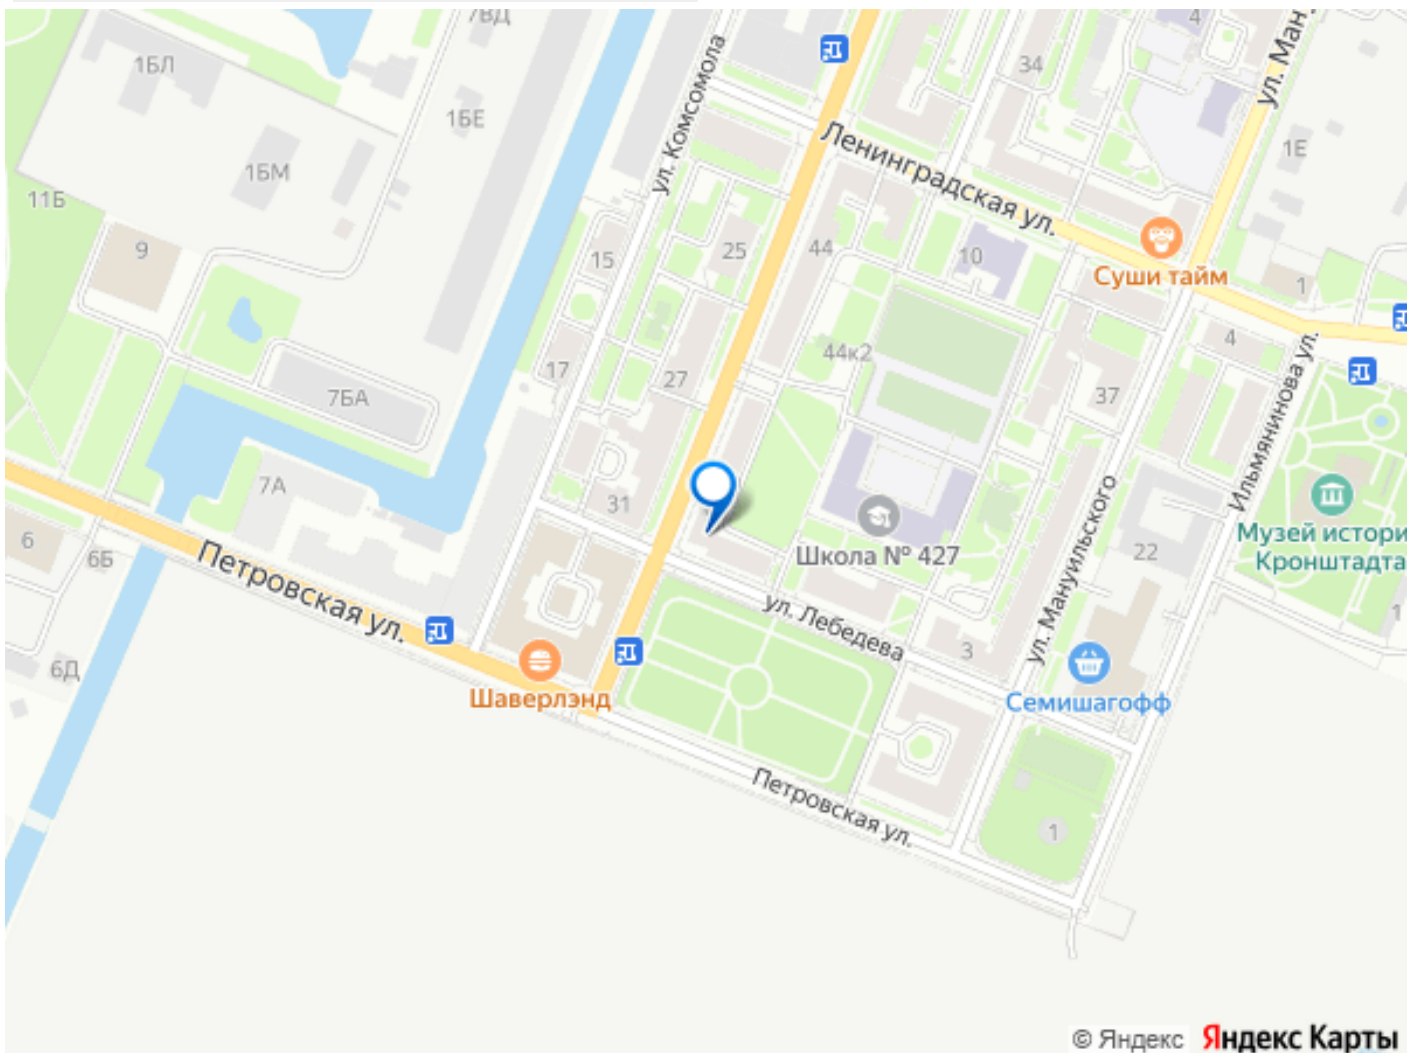 7ВД
4
ул. Ман
1БЛ
34
ул. Комсомола
1БЕ
Ленинградская ул.
1Е
1БМ
11Б
9
15
25
44
10
Суши тайм
1
4
44к2
17
27
37
7БА
Ильмянинова ул.
7А
31
Школа № 427
ул. Мануильского
22
Музей истори
Кронштадта
6
6Б
Петровская ул.
ул. Лебедева
3
1
6Д
Шаверлэнд
Семишагофф
Петровская ул.
1
© Яндекс Яндекс Карты